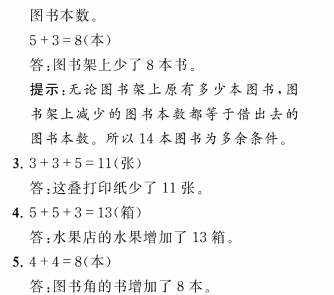 图书本数。
5+3=8(本)
答:图书架上少了8本书。
提示:无论图书架上原有多少本图书,图
书架上减少的图书本数都等于借出去的
图书本数。所以14本图书为多余条件。
3. 3+3+5=11(张)
答:这叠打印纸少了11张。
4. 5+5+3=13(箱)
答:水果店的水果增加了13箱。
5. 4+4=8(本)
答:图书角的书增加了8本。